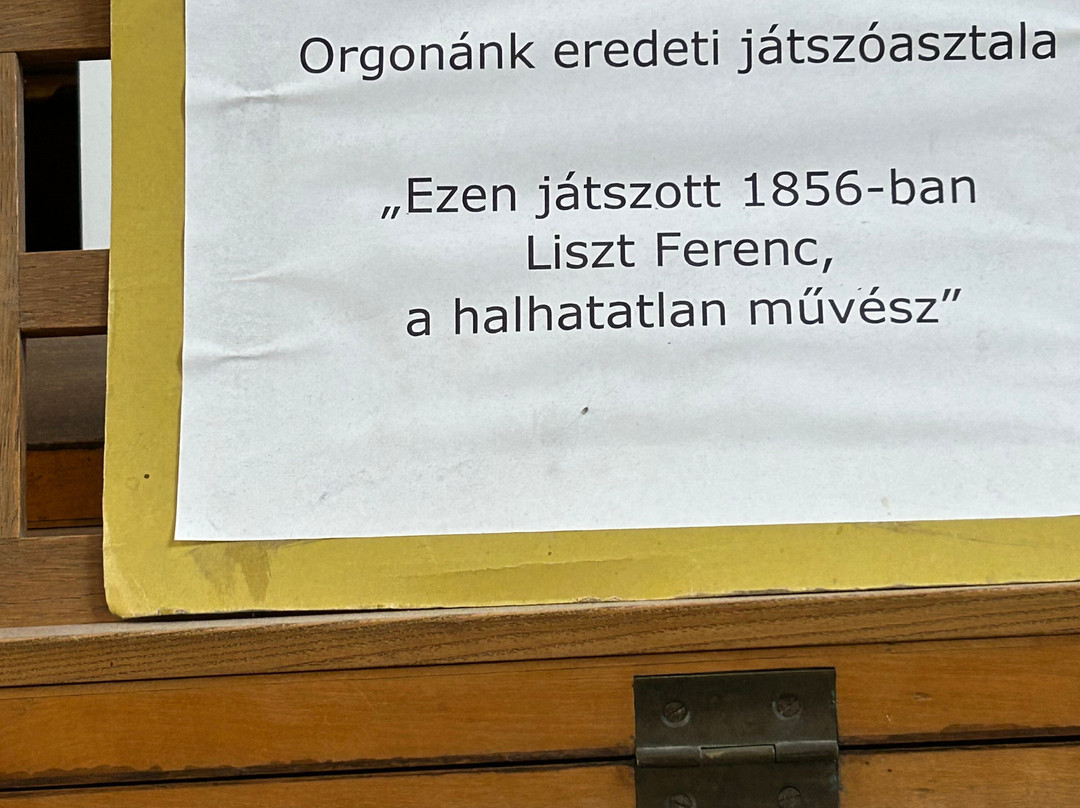 Orgonánk eredeti játszóasztala
„Ezen játszott 1856-ban
Liszt Ferenc,
a halhatatlan művész”